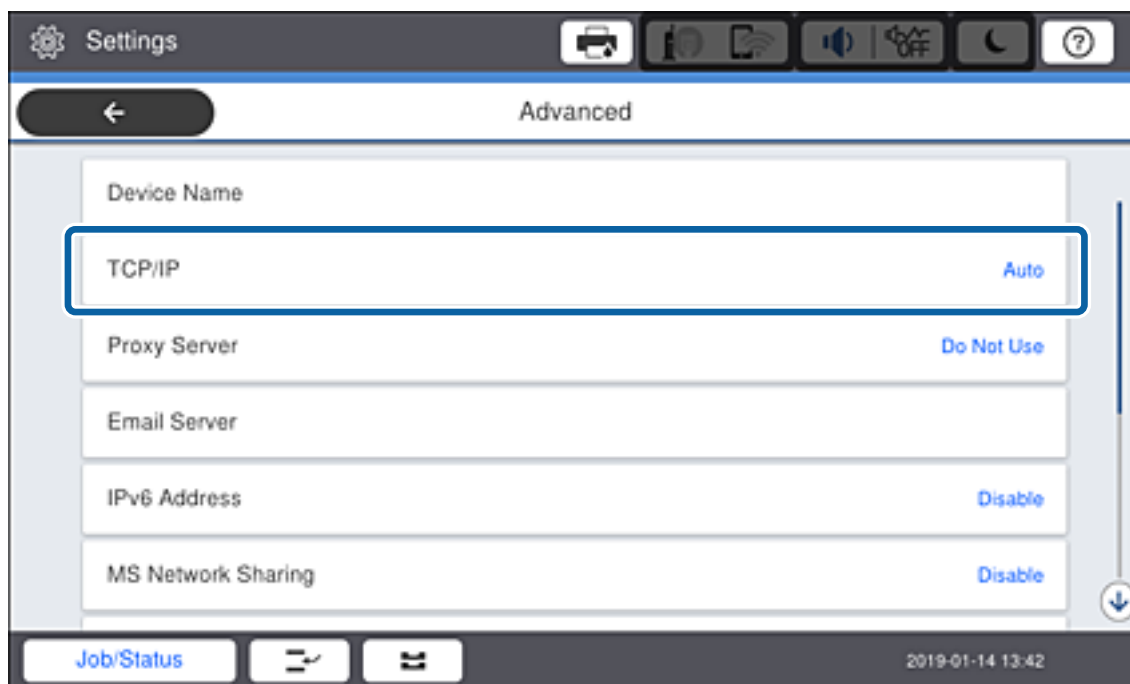 Settings
OFF
?
Advanced
Device Name
TCP/IP Auto
Proxy Server Do Not Use
Email Server
IPv6 Address Disable
MS Network Sharing Disable
Job/Status 2019-01-14 13:42